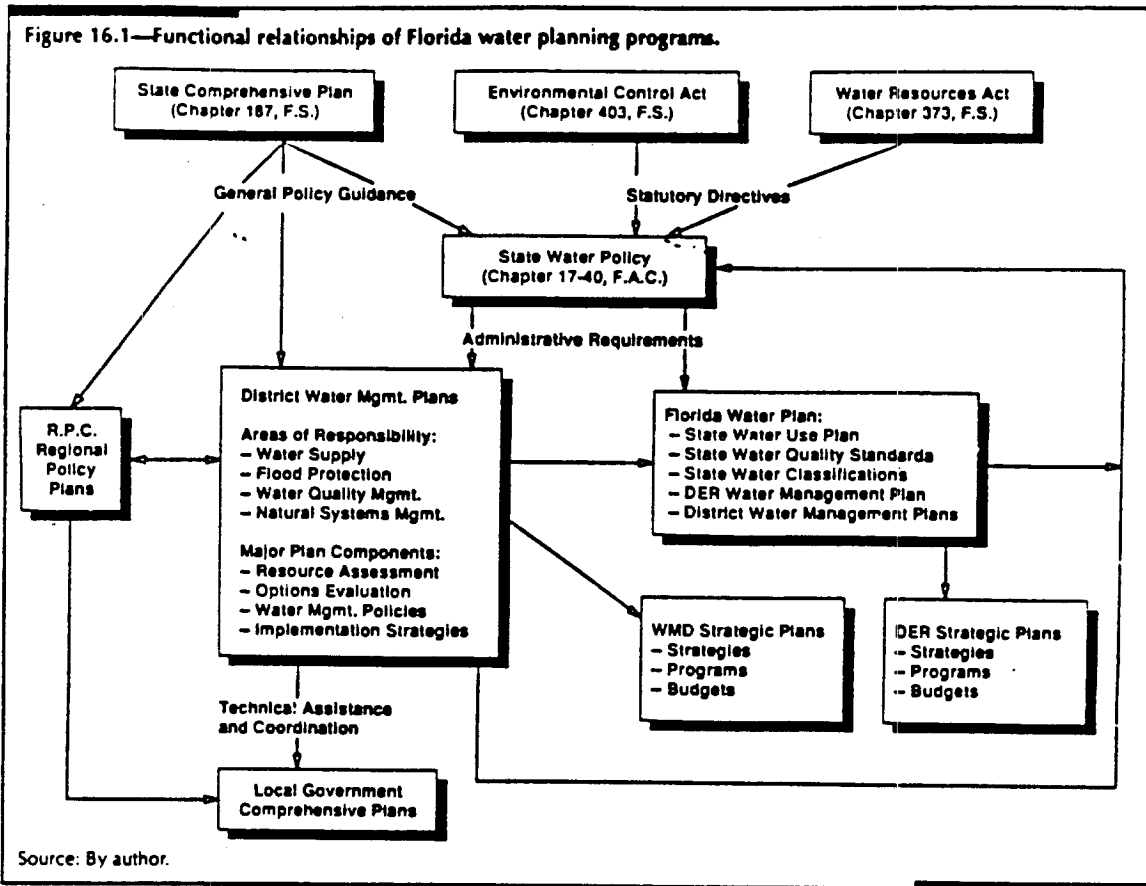 Figure 16.1—Functional relationships of Florida water planning programs.
State Comprehensive Plan
(Chapter 187, F.S.)
Environmental Control Act
(Chapter 403, F.S.)
Water Resources Act
(Chapter 373, F.S.)
General Policy Guidance
Statutory Directives
State Water Policy
(Chapter 17-40, F.A.C.)
Administrative Requirements
R.P.C.
Regional
Policy
Plans
District Water Mgmt. Plans
Areas of Responsibility:
– Water Supply
– Flood Protection
– Water Quality Mgmt.
– Natural Systems Mgmt.
Major Plan Components:
– Resource Assessment
– Options Evaluation
– Water Mgmt. Policies
– Implementation Strategies
Florida Water Plan:
– State Water Use Plan
– State Water Quality Standards
– State Water Classifications
– DER Water Management Plan
– District Water Management Plans
WMD Strategic Plans
– Strategies
– Programs
– Budgets
DER Strategic Plans
– Strategies
– Programs
– Budgets
Technical Assistance
and Coordination
Local Government
Comprehensive Plans
Source: By author.